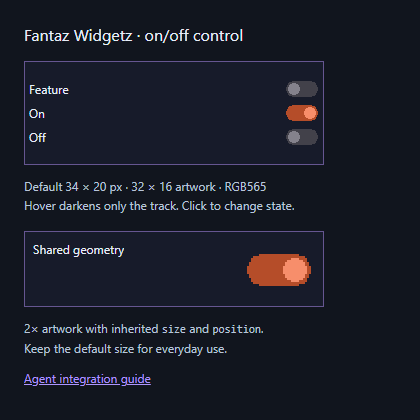 Fantaz Widgetz · on/off control
Feature
On
Off
Default 34 × 20 px · 32 × 16 artwork · RGB565
Hover darkens only the track. Click to change state.
Shared geometry
2× artwork with inherited size and position.
Keep the default size for everyday use.
Agent integration guide